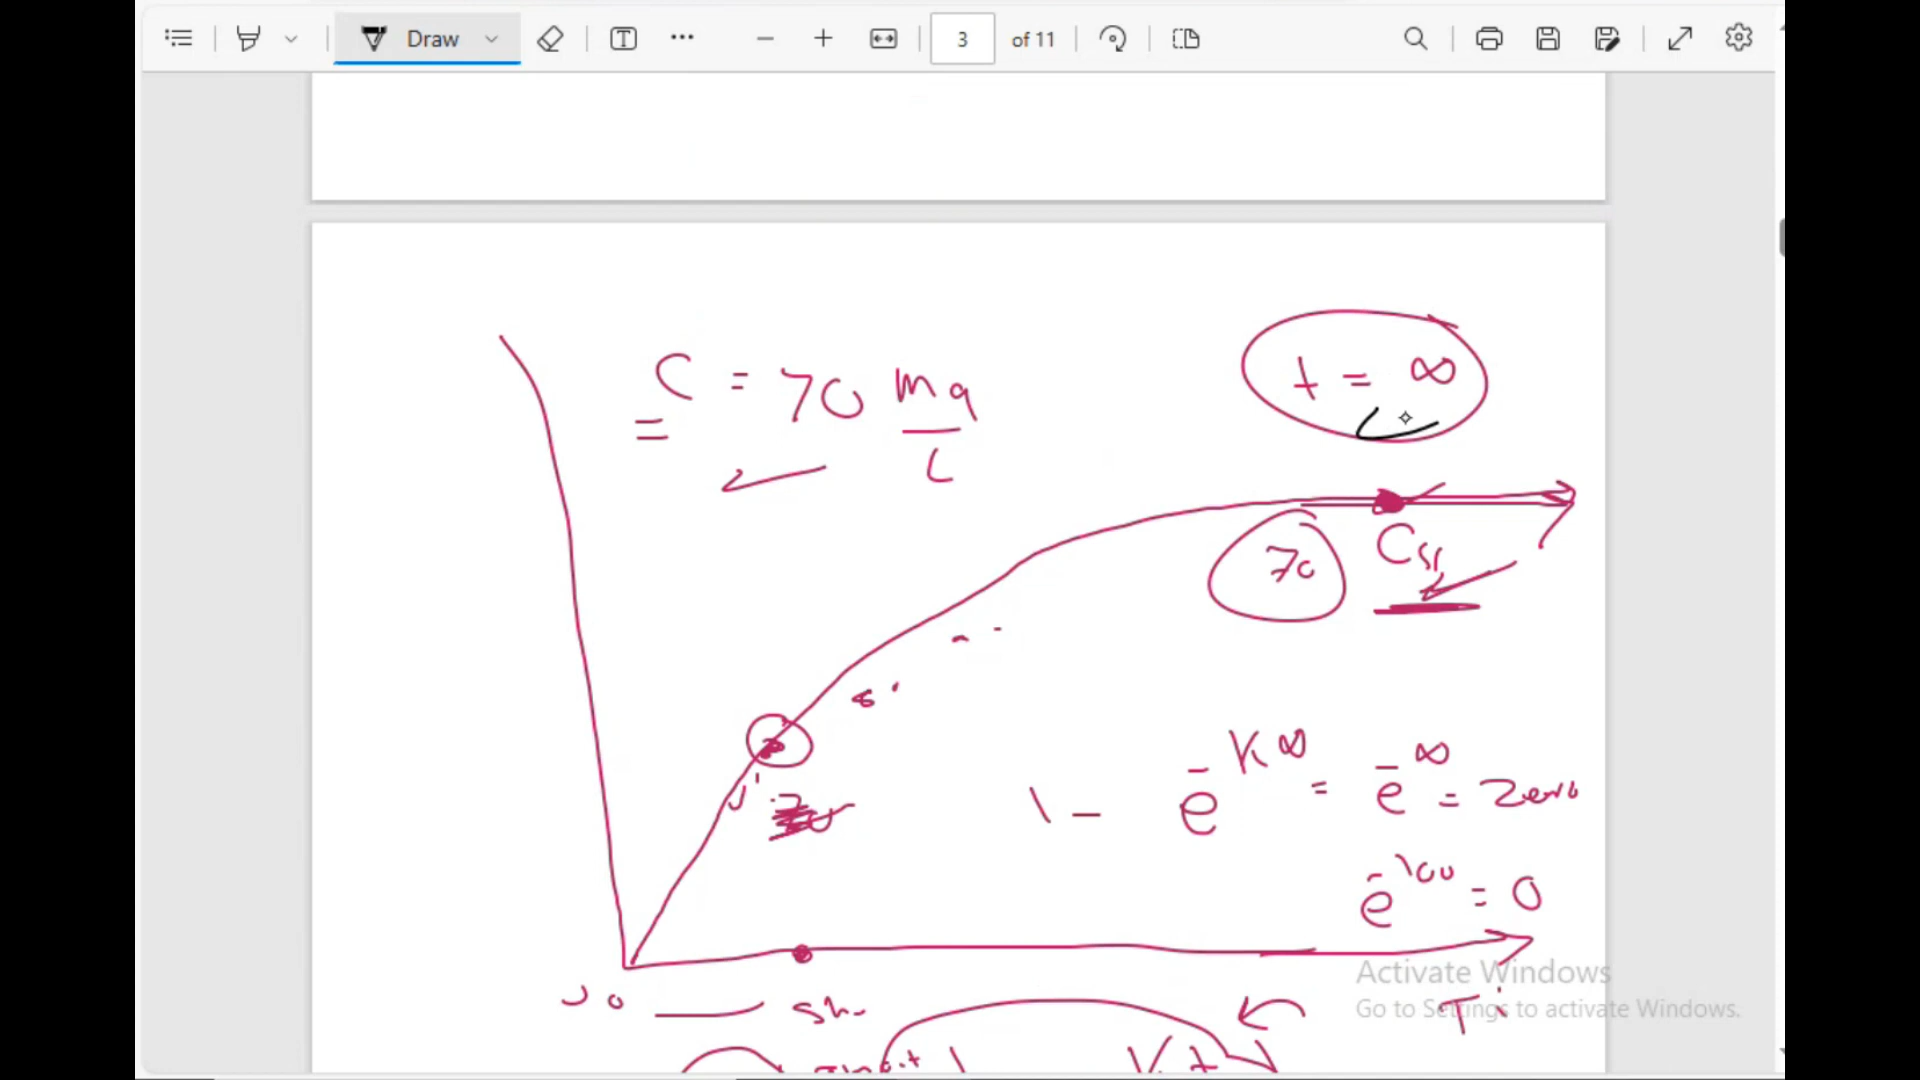 Draw
3 of 11
C = 70 mg
=
L
t = ∞
70 Css
1 - e^-K∞ = e^-∞ = Zero
e^-100 = 0
Activate Windows
Go to Settings to activate Windows.